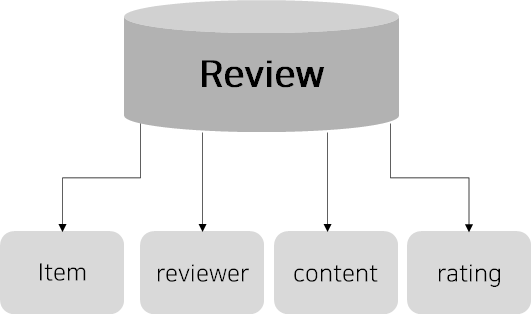 Review
Item
reviewer
content
rating